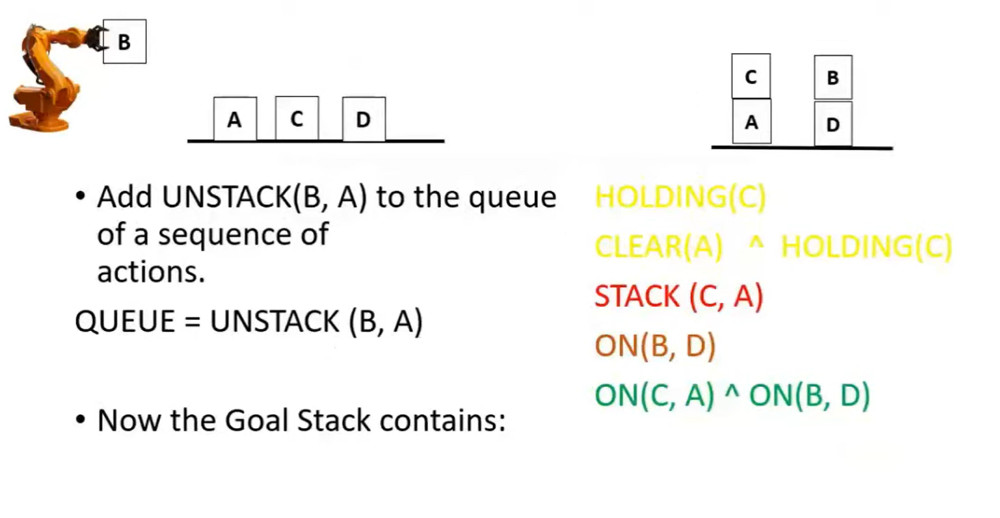 B
A C D
C B
A D
• Add UNSTACK(B, A) to the queue
of a sequence of
actions.
QUEUE = UNSTACK (B, A)
• Now the Goal Stack contains:
HOLDING(C)
CLEAR(A) ^ HOLDING(C)
STACK (C, A)
ON(B, D)
ON(C, A) ^ ON(B, D)